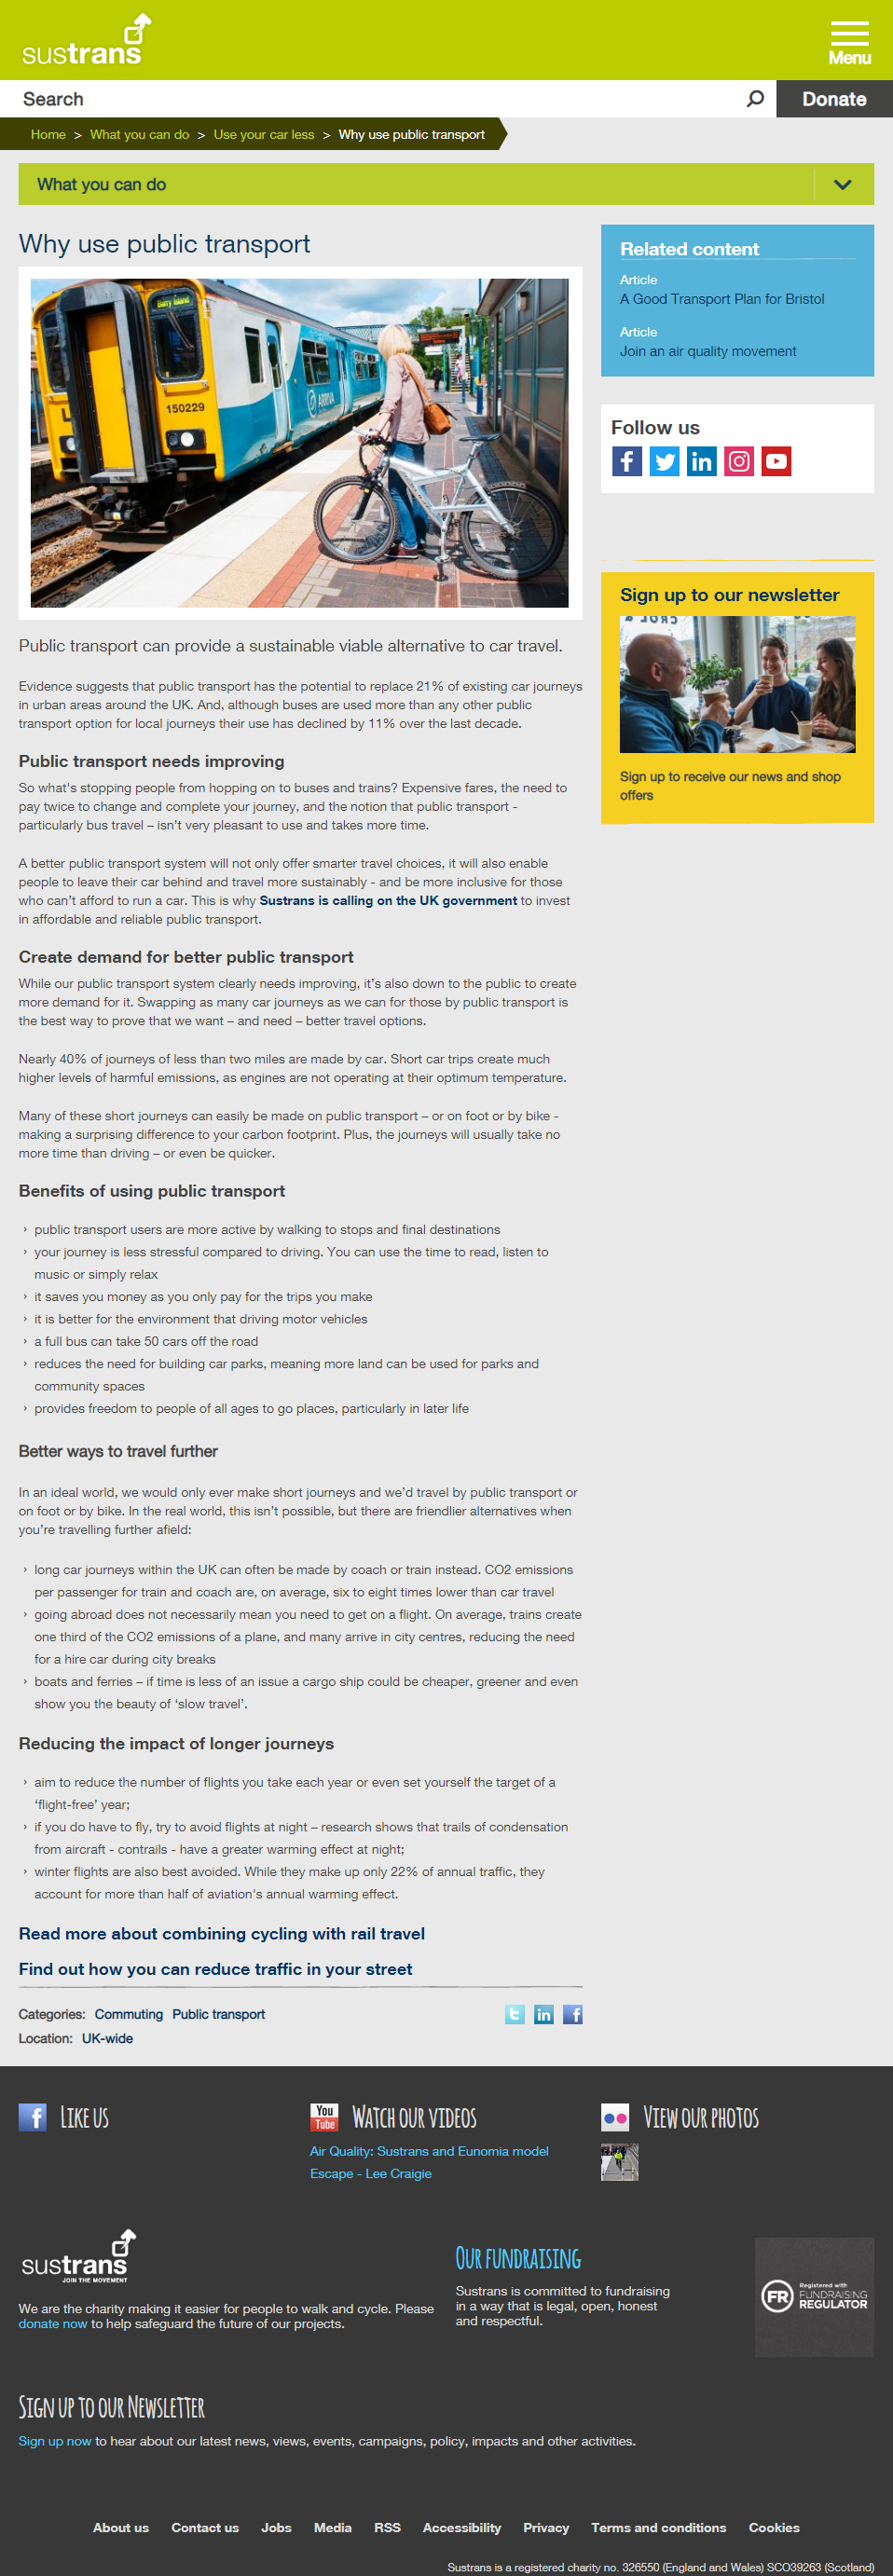 sustrans
Menu
Search
Donate
Home > What you can do > Use your car less > Why use public transport
What you can do
Why use public transport
Barry Island
150229
ARRIVA
Public transport can provide a sustainable viable alternative to car travel.
Evidence suggests that public transport has the potential to replace 21% of existing car journeys
in urban areas around the UK. And, although buses are used more than any other public
transport option for local journeys their use has declined by 11% over the last decade.
Public transport needs improving
So what's stopping people from hopping on to buses and trains? Expensive fares, the need to
pay twice to change and complete your journey, and the notion that public transport -
particularly bus travel – isn’t very pleasant to use and takes more time.
A better public transport system will not only offer smarter travel choices, it will also enable
people to leave their car behind and travel more sustainably - and be more inclusive for those
who can’t afford to run a car. This is why Sustrans is calling on the UK government to invest
in affordable and reliable public transport.
Create demand for better public transport
While our public transport system clearly needs improving, it’s also down to the public to create
more demand for it. Swapping as many car journeys as we can for those by public transport is
the best way to prove that we want – and need – better travel options.
Nearly 40% of journeys of less than two miles are made by car. Short car trips create much
higher levels of harmful emissions, as engines are not operating at their optimum temperature.
Many of these short journeys can easily be made on public transport – or on foot or by bike -
making a surprising difference to your carbon footprint. Plus, the journeys will usually take no
more time than driving – or even be quicker.
Benefits of using public transport
› public transport users are more active by walking to stops and final destinations
› your journey is less stressful compared to driving. You can use the time to read, listen to
music or simply relax
› it saves you money as you only pay for the trips you make
› it is better for the environment that driving motor vehicles
› a full bus can take 50 cars off the road
› reduces the need for building car parks, meaning more land can be used for parks and
community spaces
› provides freedom to people of all ages to go places, particularly in later life
Better ways to travel further
In an ideal world, we would only ever make short journeys and we’d travel by public transport or
on foot or by bike. In the real world, this isn’t possible, but there are friendlier alternatives when
you’re travelling further afield:
› long car journeys within the UK can often be made by coach or train instead. CO2 emissions
per passenger for train and coach are, on average, six to eight times lower than car travel
› going abroad does not necessarily mean you need to get on a flight. On average, trains create
one third of the CO2 emissions of a plane, and many arrive in city centres, reducing the need
for a hire car during city breaks
› boats and ferries – if time is less of an issue a cargo ship could be cheaper, greener and even
show you the beauty of ‘slow travel’.
Reducing the impact of longer journeys
› aim to reduce the number of flights you take each year or even set yourself the target of a
‘flight-free’ year;
› if you do have to fly, try to avoid flights at night – research shows that trails of condensation
from aircraft - contrails - have a greater warming effect at night;
› winter flights are also best avoided. While they make up only 22% of annual traffic, they
account for more than half of aviation's annual warming effect.
Read more about combining cycling with rail travel
Find out how you can reduce traffic in your street
Categories: Commuting Public transport
Location: UK-wide
Related content
Article
A Good Transport Plan for Bristol
Article
Join an air quality movement
Follow us
Sign up to our newsletter
Sign up to receive our news and shop
offers
Like us
You Tube
Watch our videos
Air Quality: Sustrans and Eunomia model
Escape - Lee Craigie
View our photos
sustrans
JOIN THE MOVEMENT
We are the charity making it easier for people to walk and cycle. Please
donate now to help safeguard the future of our projects.
Our fundraising
Sustrans is committed to fundraising
in a way that is legal, open, honest
and respectful.
FR
Registered with
FUNDRAISING
REGULATOR
Sign up to our Newsletter
Sign up now to hear about our latest news, views, events, campaigns, policy, impacts and other activities.
About us Contact us Jobs Media RSS Accessibility Privacy Terms and conditions Cookies
Sustrans is a registered charity no. 326550 (England and Wales) SCO39263 (Scotland)